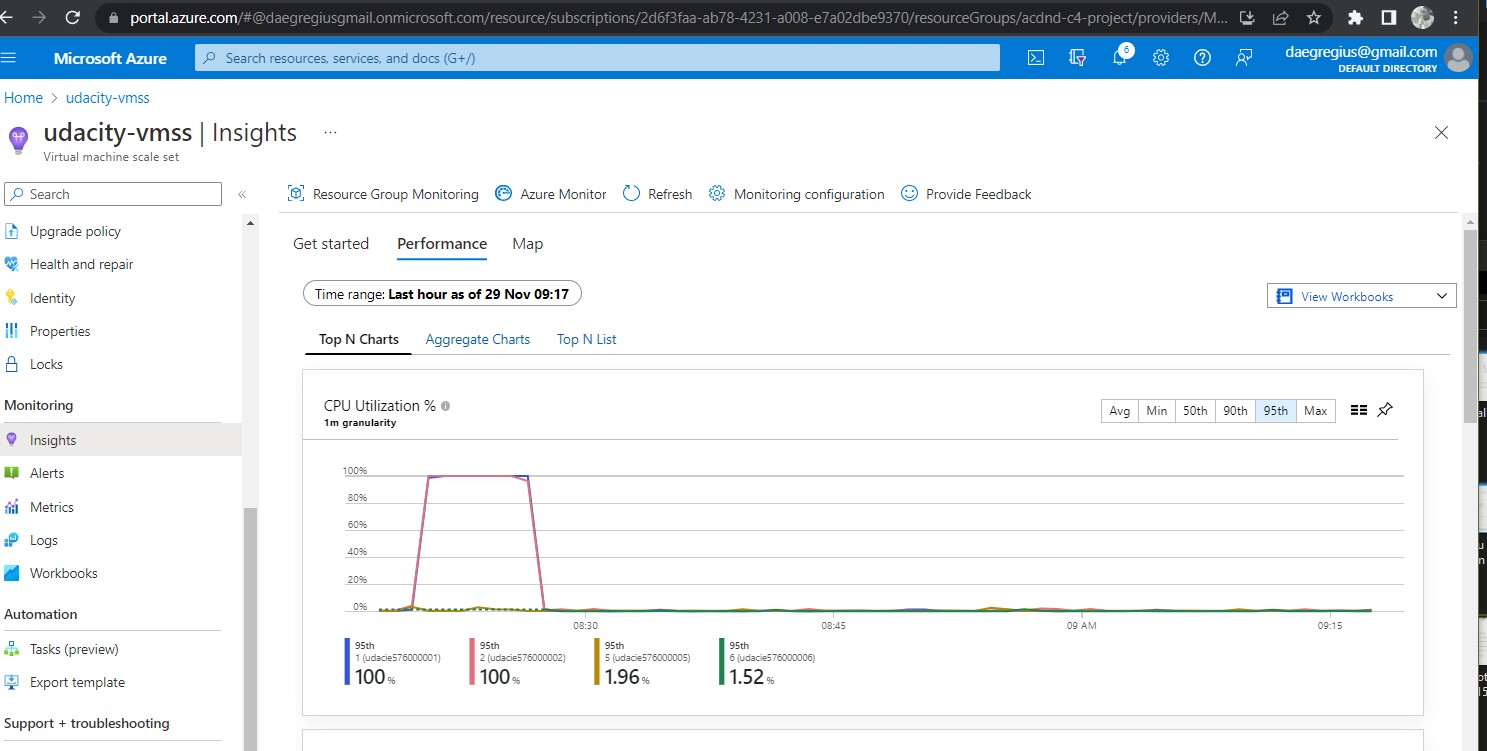 portal.azure.com/#@daegregiusgmail.onmicrosoft.com/resource/subscriptions/2d6f3faa-ab78-4231-a008-e7a02dbe9370/resourceGroups/acdnd-c4-project/providers/M...
Microsoft Azure
Search resources, services, and docs (G+/)
6
daegregius@gmail.com
DEFAULT DIRECTORY
Home > udacity-vmss
udacity-vmss | Insights ...
Virtual machine scale set
Search
«
Resource Group Monitoring
Azure Monitor
Refresh
Monitoring configuration
Provide Feedback
Upgrade policy
Health and repair
Identity
Properties
Locks
Monitoring
Insights
Alerts
Metrics
Logs
Workbooks
Automation
Tasks (preview)
Export template
Support + troubleshooting
Get started
Performance
Map
Time range: Last hour as of 29 Nov 09:17
View Workbooks
Top N Charts
Aggregate Charts
Top N List
CPU Utilization %
1m granularity
Avg
Min
50th
90th
95th
Max
100%
80%
60%
40%
20%
0%
08:30
08:45
09 AM
09:15
95th
1 (udacie576000001)
100 %
95th
2 (udacie576000002)
100 %
95th
5 (udacie576000005)
1.96 %
95th
6 (udacie576000006)
1.52 %